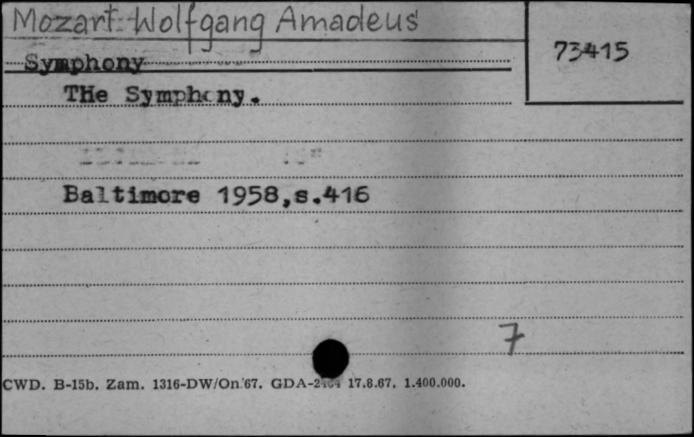 Mozart Wolfgang Amadeus
73415
Symphony
THe Symphony.
Baltimore 1958,s.416
7
CWD. B-15b. Zam. 1316-DW/On.67. GDA- 17.8.67. 1.400.000.